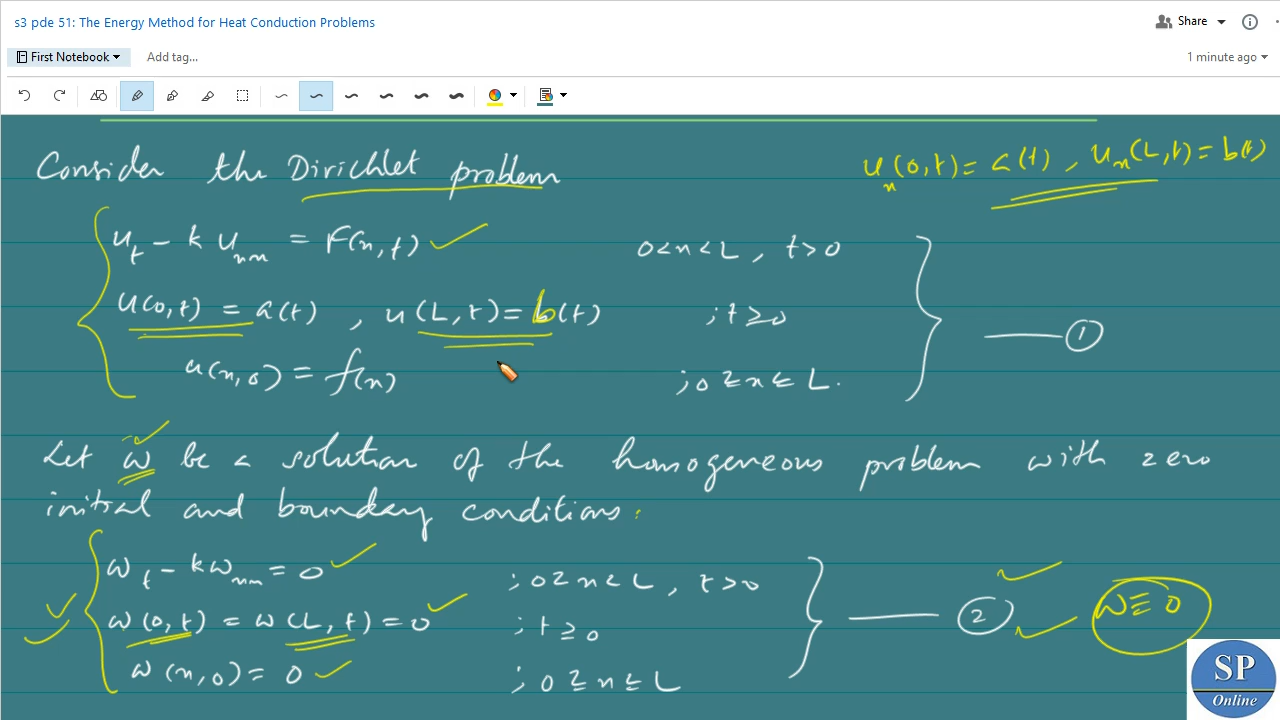 s3 pde 51: The Energy Method for Heat Conduction Problems
Share
First Notebook
Add tag...
1 minute ago
Consider the Dirichlet problem
u_x(0,t) = a(t), u_x(L,t) = b(t)
u_t - k u_xx = F(x,t) 0<x<L, t>0
u(0,t) = a(t), u(L,t) = b(t) ; t≥0
u(x,0) = f(x) ; 0≤x≤L.
1
Let w be a solution of the homogeneous problem with zero
initial and boundary conditions:
w_t - k w_xx = 0 ; 0<x<L, t>0
w(0,t) = w(L,t) = 0 ; t≥0
w(x,0) = 0 ; 0≤x≤L
2
w≡0
SP
Online